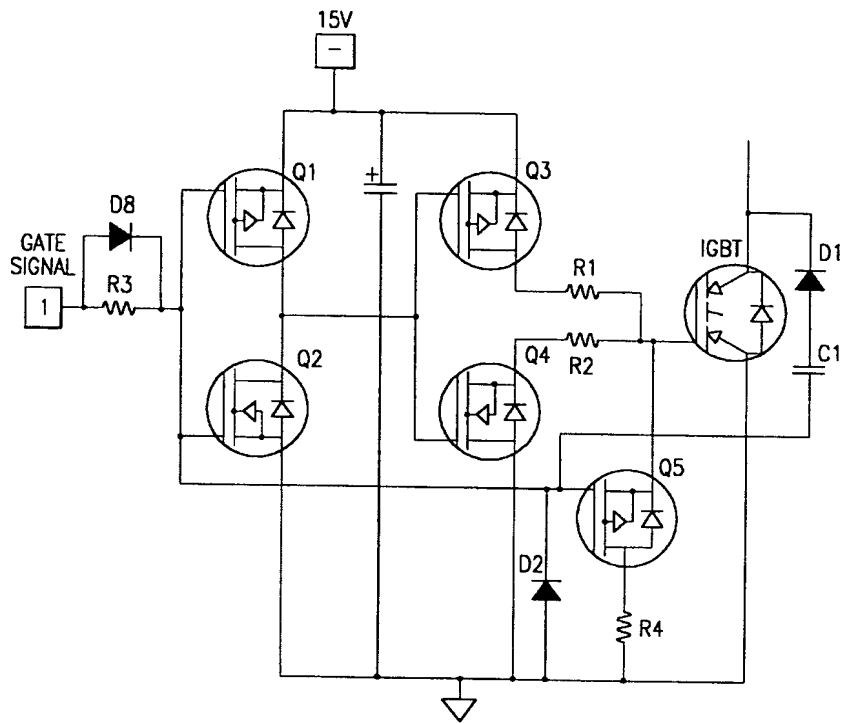 15V
−
Q1
Q3
D8
GATE
SIGNAL
R3
1
+
IGBT
D1
R1
R2
Q2
Q4
C1
Q5
D2
R4